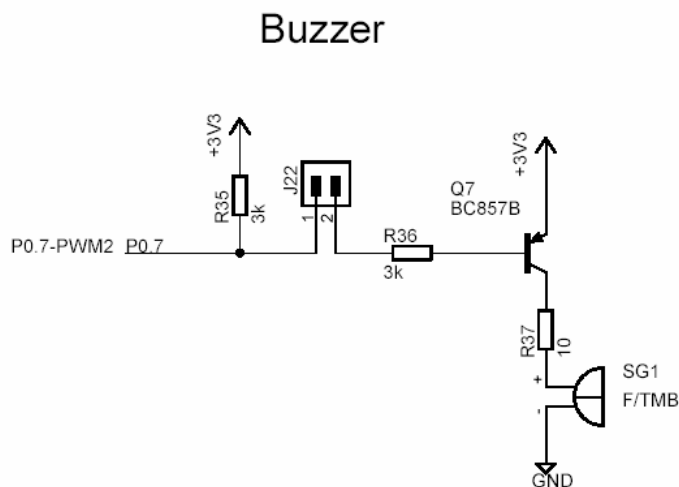 Buzzer
+3V3
J22
+3V3
Q7
BC857B
R35
3k
1
2
R36
3k
P0.7-PWM2
P0.7
R37
10
+
-
SG1
F/TMB
GND